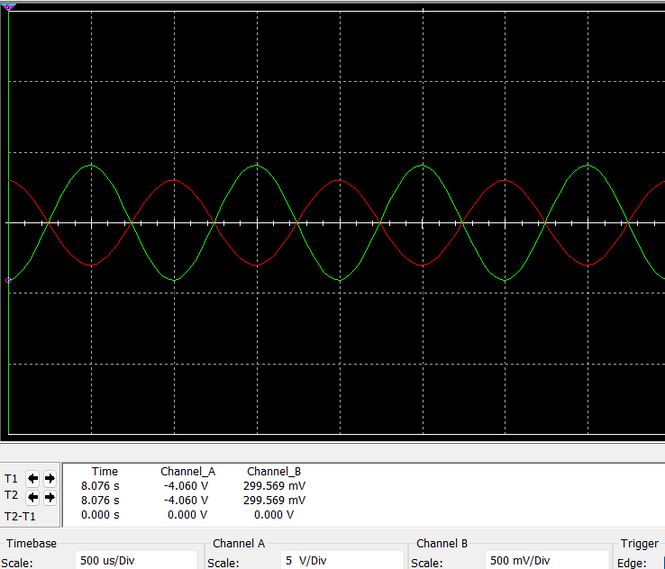 Time Channel_A Channel_B
T1 8.076 s -4.060 V 299.569 mV
T2 8.076 s -4.060 V 299.569 mV
T2-T1 0.000 s 0.000 V 0.000 V
Timebase Channel A Channel B Trigger
Scale: 500 us/Div Scale: 5 V/Div Scale: 500 mV/Div Edge: